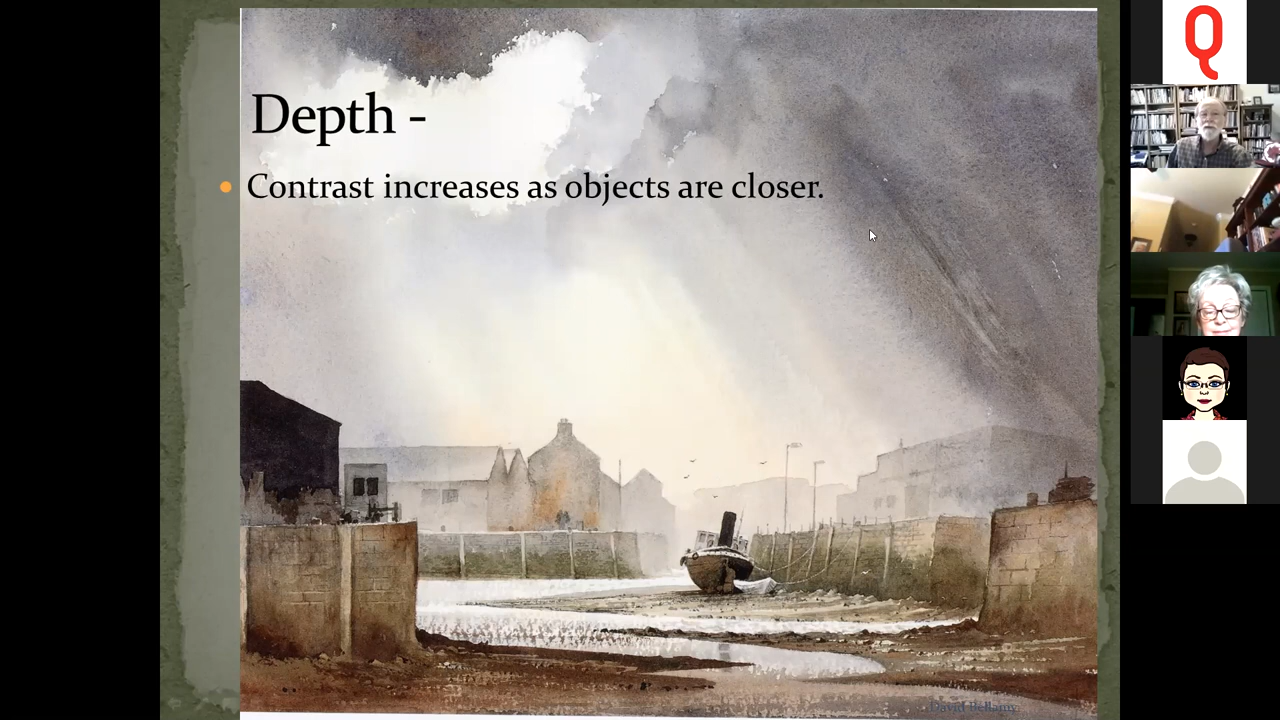 Depth -
Contrast increases as objects are closer.
David Bellamy
Q